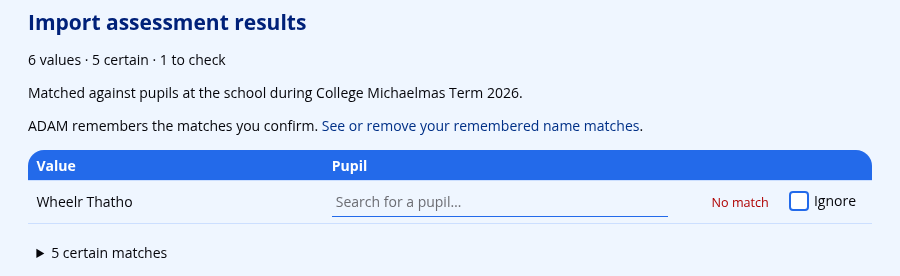 Import assessment results
6 values · 5 certain · 1 to check
Matched against pupils at the school during College Michaelmas Term 2026.
ADAM remembers the matches you confirm. See or remove your remembered name matches.
Value Pupil
Wheelr Thatho Search for a pupil... No match Ignore
5 certain matches